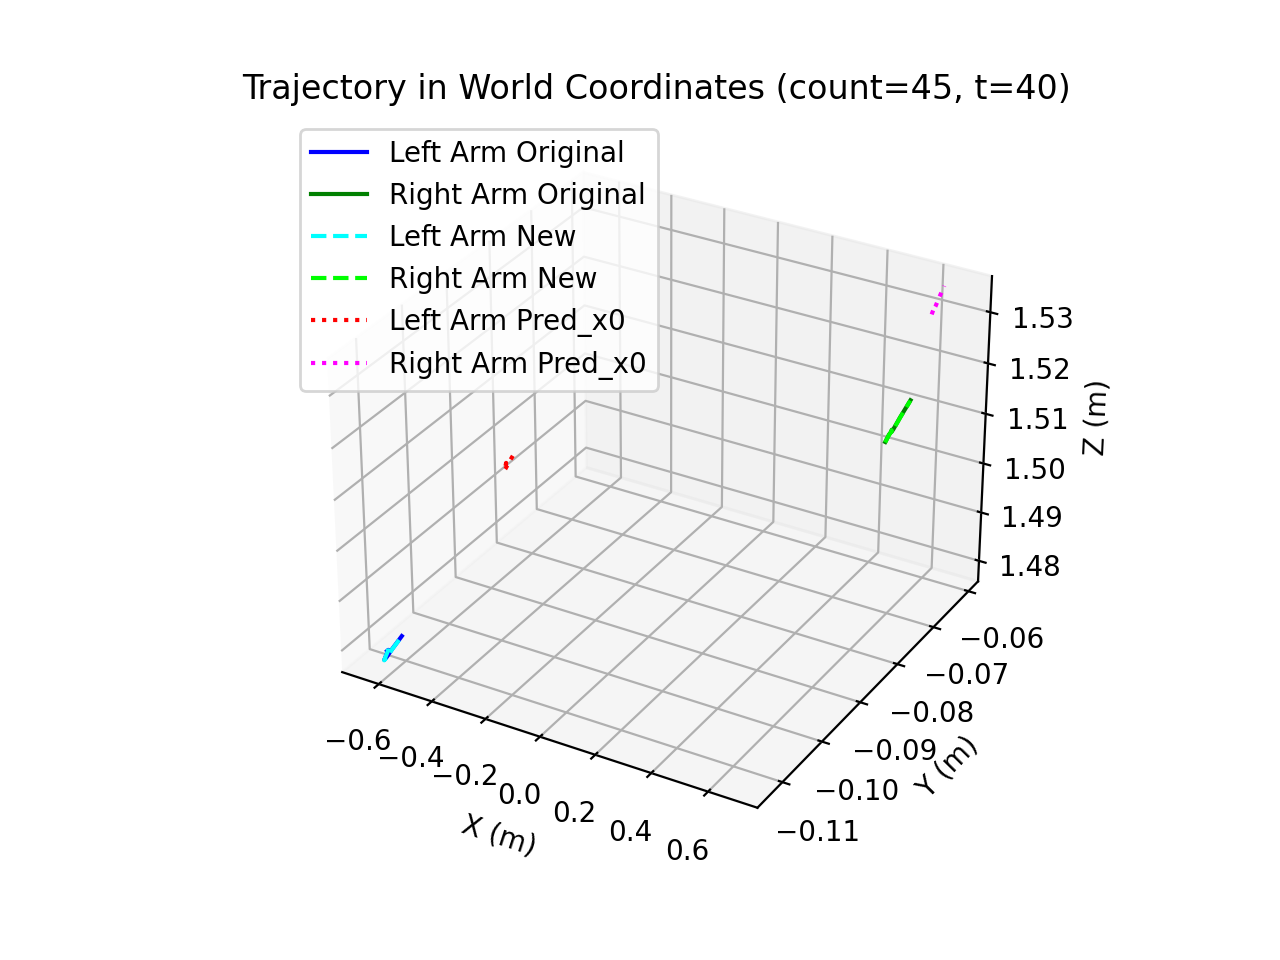 Trajectory in World Coordinates (count=45, t=40)
Left Arm Original
Right Arm Original
Left Arm New
Right Arm New
Left Arm Pred_x0
Right Arm Pred_x0
1.53
1.52
1.51
1.50
1.49
1.48
Z (m)
−0.06
−0.07
−0.08
−0.09
−0.10
−0.11
Y (m)
−0.6
−0.4
−0.2
0.0
0.2
0.4
0.6
X (m)